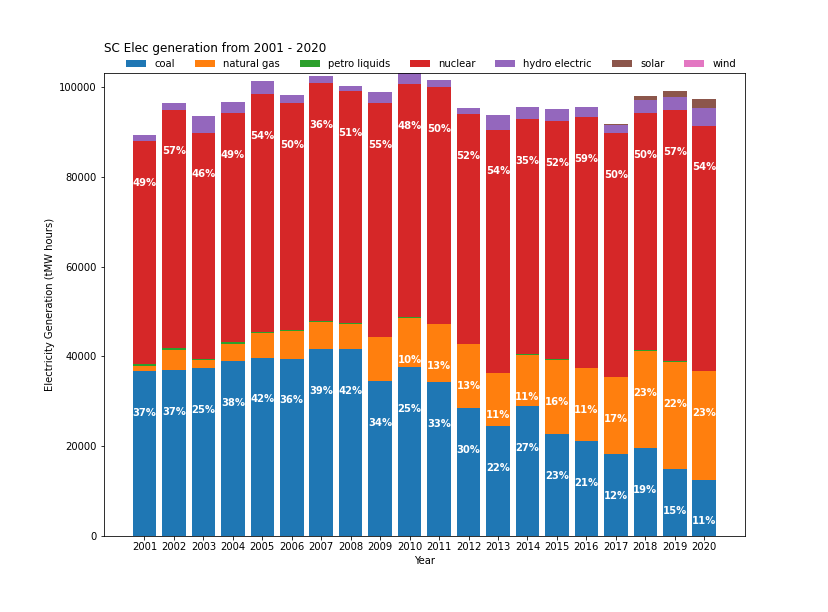 SC Elec generation from 2001 - 2020
coal natural gas petro liquids nuclear hydro electric solar wind
100000
80000
60000
40000
20000
0
Electricity Generation (tMW hours)
49% 57% 46% 49% 54% 50% 36% 51% 55% 48% 50% 52% 54% 35% 52% 59% 50% 50% 57% 54%
10% 13% 13% 11% 11% 16% 11% 17% 23% 22% 23%
37% 37% 25% 38% 42% 36% 39% 42% 34% 25% 33% 30% 22% 27% 23% 21% 12% 19% 15% 11%
2001 2002 2003 2004 2005 2006 2007 2008 2009 2010 2011 2012 2013 2014 2015 2016 2017 2018 2019 2020
Year